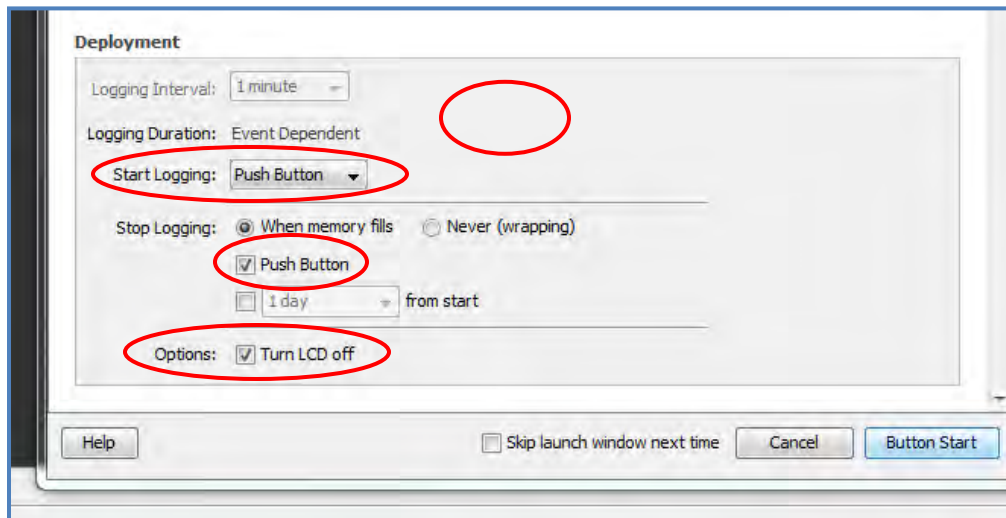 Deployment
Logging Interval: 1 minute
Logging Duration: Event Dependent
Start Logging: Push Button
Stop Logging: When memory fills Never (wrapping)
Push Button
1 day from start
Options: Turn LCD off
Help Skip launch window next time Cancel Button Start